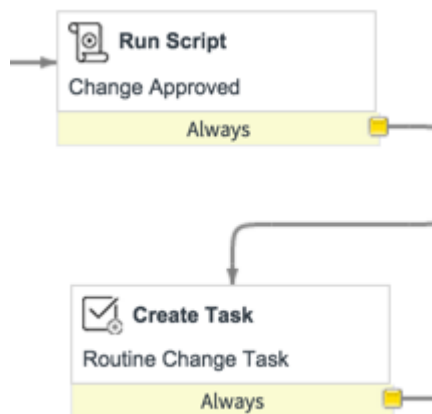 Run Script
Change Approved
Always
Create Task
Routine Change Task
Always